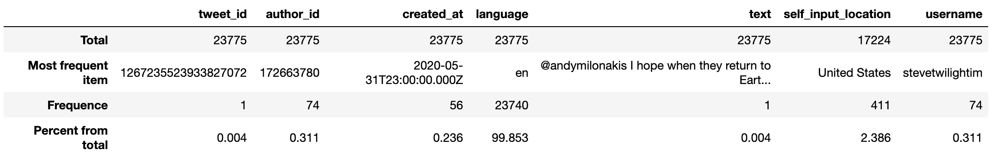 tweet_id author_id created_at language text self_input_location username
Total 23775 23775 23775 23775 23775 17224 23775
Most frequent item 1267235523933827072 172663780 2020-05-31T23:00:00.000Z en @andymilonakis I hope when they return to Eart... United States stevetwilightim
Frequence 1 74 56 23740 1 411 74
Percent from total 0.004 0.311 0.236 99.853 0.004 2.386 0.311